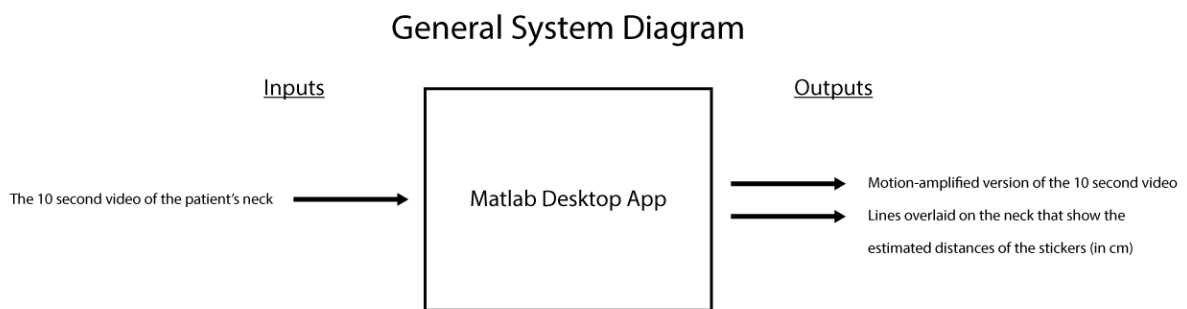 General System Diagram
Inputs
Outputs
The 10 second video of the patient's neck
Matlab Desktop App
Motion-amplified version of the 10 second video
Lines overlaid on the neck that show the
estimated distances of the stickers (in cm)